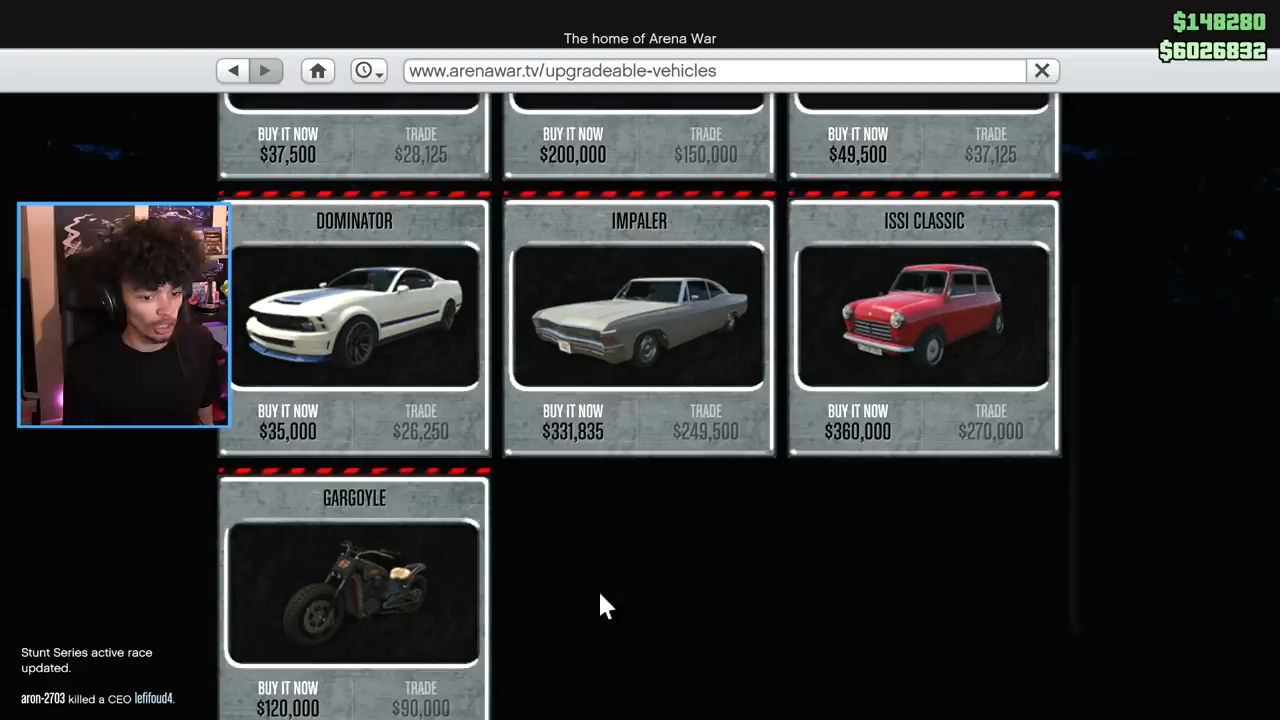 The home of Arena War
$148280
$6026832
www.arenawar.tv/upgradeable-vehicles
BUY IT NOW TRADE
$37,500 $28,125
BUY IT NOW TRADE
$200,000 $150,000
BUY IT NOW TRADE
$49,500 $37,125
DOMINATOR
BUY IT NOW TRADE
$35,000 $26,250
IMPALER
BUY IT NOW TRADE
$331,835 $249,500
ISSI CLASSIC
BUY IT NOW TRADE
$360,000 $270,000
GARGOYLE
BUY IT NOW TRADE
$120,000 $90,000
Stunt Series active race
updated.
aron-2703 killed a CEO lefifoud4.